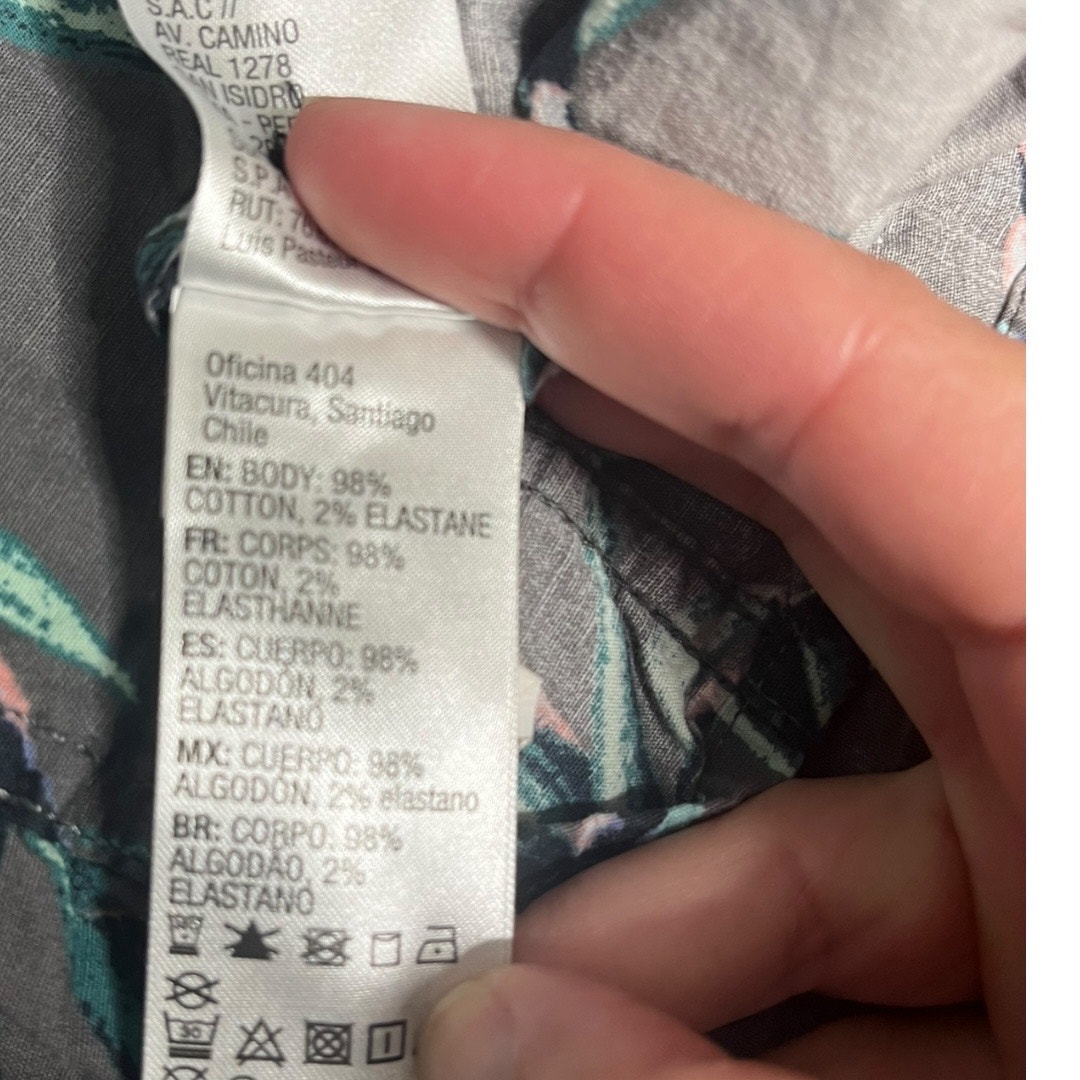 S.A.C //
AV. CAMINO
REAL 1278
ISIDRO
RUT:
Luis Pasteur
Oficina 404
Vitacura, Santiago
Chile
EN: BODY: 98%
COTTON, 2% ELASTANE
FR: CORPS: 98%
COTON, 2%
ELASTHANNE
ES: CUERPO: 98%
ALGODÓN, 2%
ELASTANO
MX: CUERPO: 98%
ALGODÓN, 2% elastano
BR: CORPO: 98%
ALGODÃO, 2%
ELASTANO
30